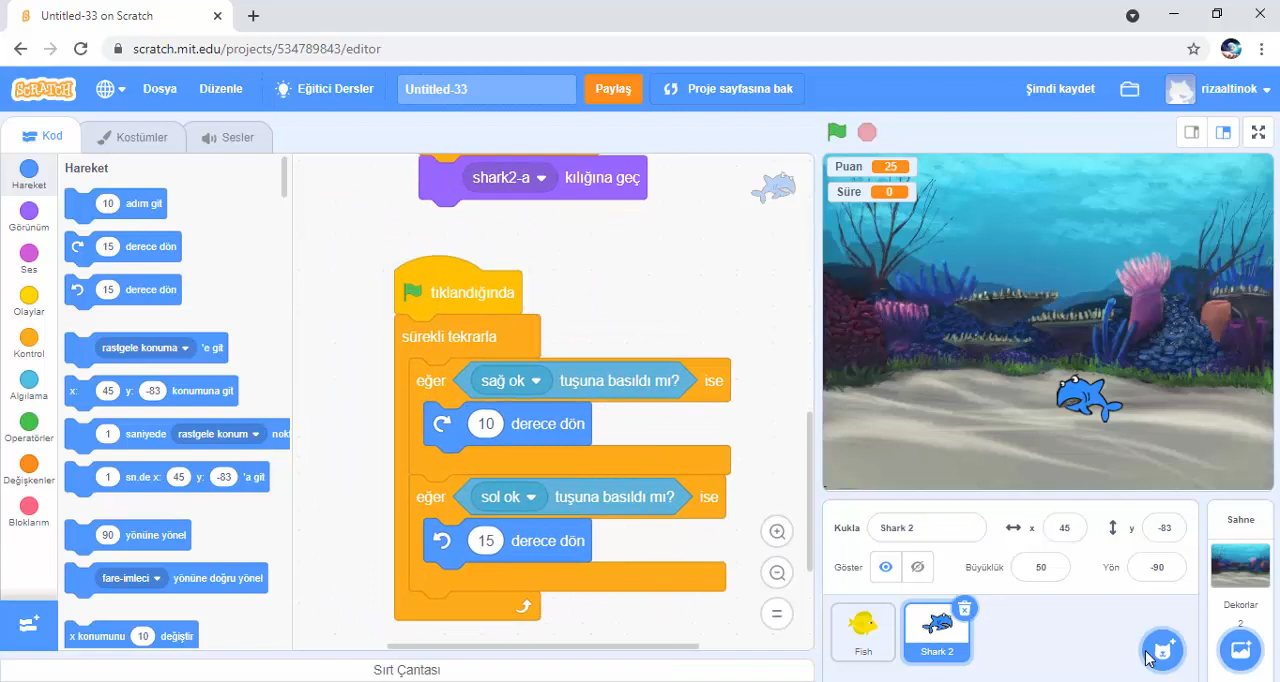 Untitled-33 on Scratch
scratch.mit.edu/projects/534789843/editor
SCRATCH Dosya Düzenle Eğitici Dersler Untitled-33 Paylaş Proje sayfasına bak Şimdi kaydet rizaaltinok
Kod Kostümler Sesler
Hareket
Görünüm
Ses
Olaylar
Kontrol
Algılama
Operatörler
Değişkenler
Bloklarım
Hareket
10 adım git
15 derece dön
15 derece dön
rastgele konuma 'e git
x: 45 y: -83 konumuna git
1 saniyede rastgele konum nok
1 sn.de x: 45 y: -83 'a git
90 yönüne yönel
fare-imleci yönüne doğru yönel
x konumunu 10 değiştir
shark2-a kılığına geç
tıklandığında
sürekli tekrarla
eğer sağ ok tuşuna basıldı mı? ise
10 derece dön
eğer sol ok tuşuna basıldı mı? ise
15 derece dön
Sırt Çantası
Puan 25
Süre 0
Kukla Shark 2 x 45 y -83
Göster Büyüklük 50 Yön -90
Fish
Shark 2
Sahne
Dekorlar
2